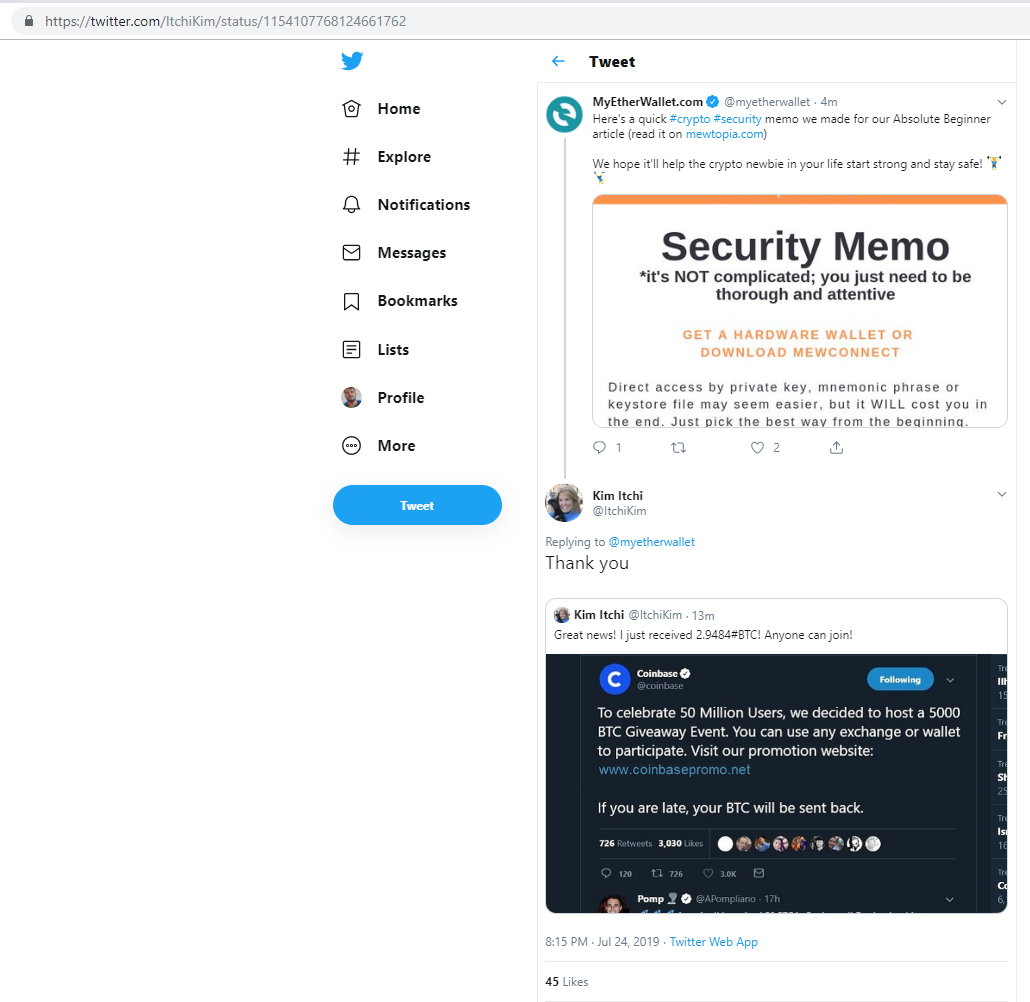 https://twitter.com/ItchiKim/status/1154107768124661762
Tweet
Home
Explore
Notifications
Messages
Bookmarks
Lists
Profile
More
Tweet
MyEtherWallet.com @myetherwallet · 4m
Here's a quick #crypto #security memo we made for our Absolute Beginner
article (read it on mewtopia.com)
We hope it'll help the crypto newbie in your life start strong and stay safe!
Security Memo
*it's NOT complicated; you just need to be
thorough and attentive
GET A HARDWARE WALLET OR
DOWNLOAD MEWCONNECT
Direct access by private key, mnemonic phrase or
keystore file may seem easier, but it WILL cost you in
the end. Just pick the best way from the beginning.
1 2
Kim Itchi
@ItchiKim
Replying to @myetherwallet
Thank you
Kim Itchi @ItchiKim · 13m
Great news! I just received 2.9484#BTC! Anyone can join!
Coinbase
@coinbase
Following
To celebrate 50 Million Users, we decided to host a 5000
BTC Giveaway Event. You can use any exchange or wallet
to participate. Visit our promotion website:
www.coinbasepromo.net
If you are late, your BTC will be sent back.
726 Retweets 3,030 Likes
120 726 3.0K
Pomp @APompliano · 17h
8:15 PM · Jul 24, 2019 · Twitter Web App
45 Likes